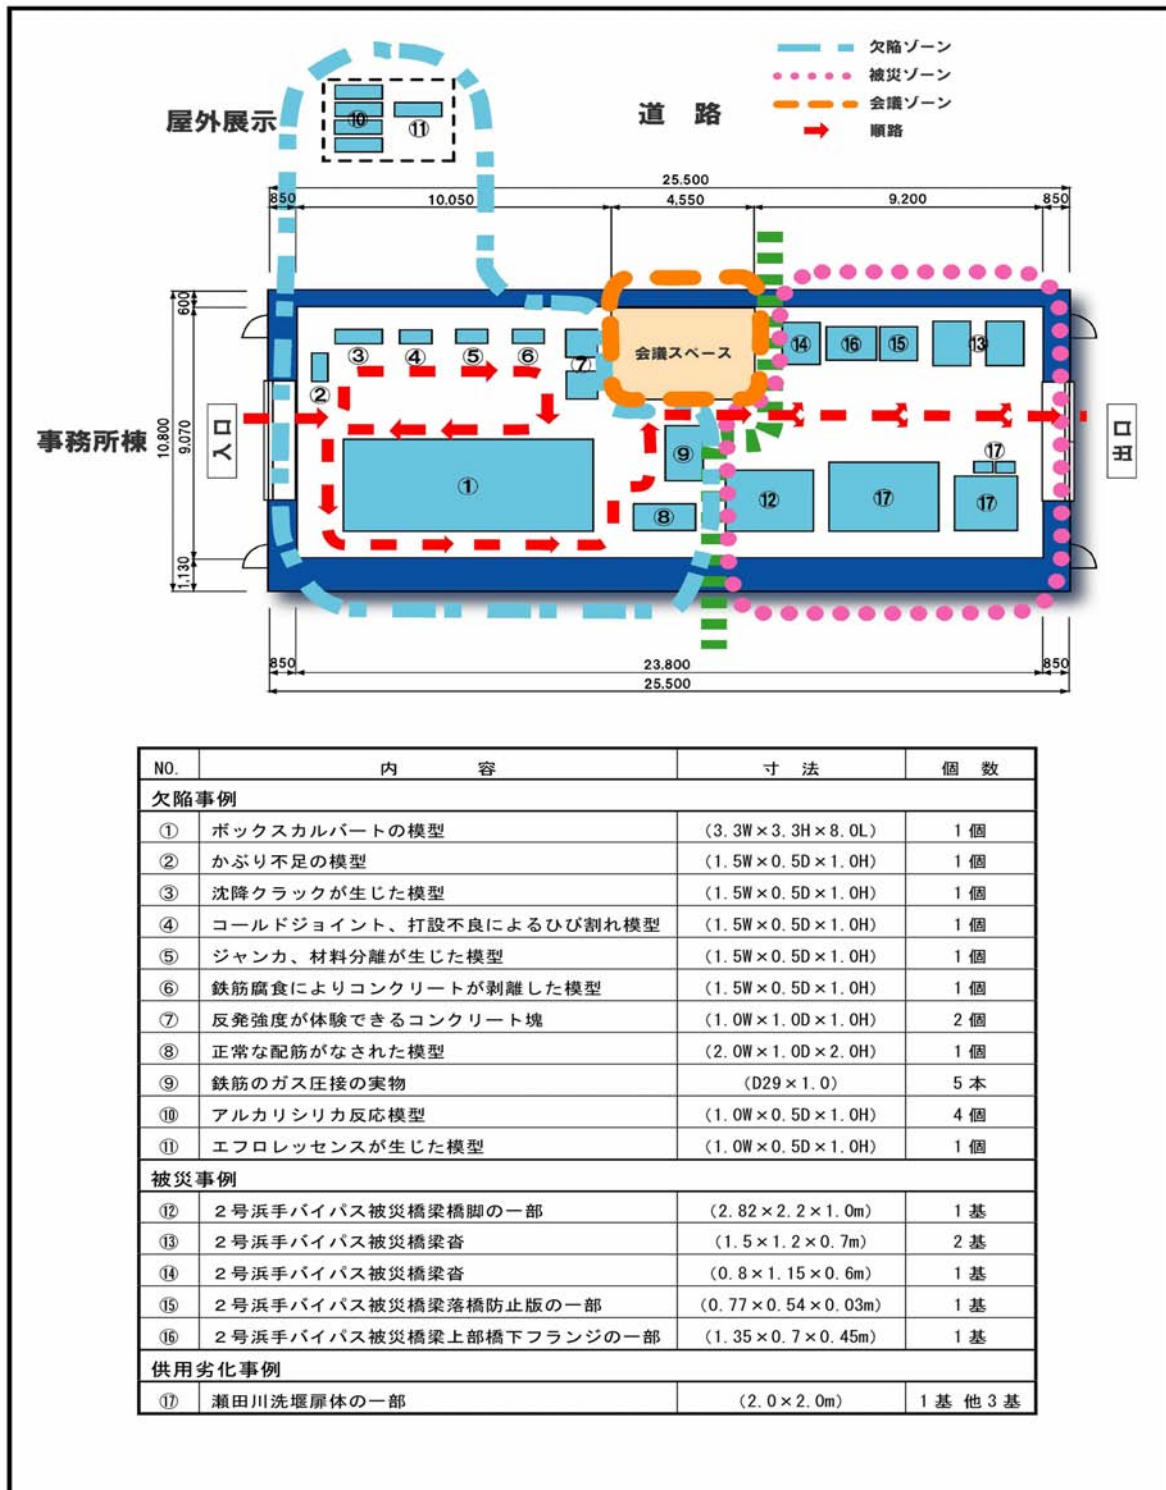 欠陥ゾーン
被災ゾーン
会議ゾーン
順路
道 路
屋外展示
⑩
⑪
25.500
850
10.050
4.550
9.200
850
600
9.070
10.800
1.130
事務所棟
入口
出口
会議スペース
②
③
④
⑤
⑥
⑦
⑭
⑯
⑮
⑬
①
⑨
⑧
⑫
⑰
⑰
⑰
850
23.800
850
25.500
NO. 内 容 寸 法 個 数
欠陥事例
① ボックスカルバートの模型 (3.3W×3.3H×8.0L) 1個
② かぶり不足の模型 (1.5W×0.5D×1.0H) 1個
③ 沈降クラックが生じた模型 (1.5W×0.5D×1.0H) 1個
④ コールドジョイント、打設不良によるひび割れ模型 (1.5W×0.5D×1.0H) 1個
⑤ ジャンカ、材料分離が生じた模型 (1.5W×0.5D×1.0H) 1個
⑥ 鉄筋腐食によりコンクリートが剥離した模型 (1.5W×0.5D×1.0H) 1個
⑦ 反発強度が体験できるコンクリート塊 (1.0W×1.0D×1.0H) 2個
⑧ 正常な配筋がなされた模型 (2.0W×1.0D×2.0H) 1個
⑨ 鉄筋のガス圧接の実物 (D29×1.0) 5本
⑩ アルカリシリカ反応模型 (1.0W×0.5D×1.0H) 4個
⑪ エフロレッセンスが生じた模型 (1.0W×0.5D×1.0H) 1個
被災事例
⑫ 2号浜手バイパス被災橋梁橋脚の一部 (2.82×2.2×1.0m) 1基
⑬ 2号浜手バイパス被災橋梁沓 (1.5×1.2×0.7m) 2基
⑭ 2号浜手バイパス被災橋梁沓 (0.8×1.15×0.6m) 1基
⑮ 2号浜手バイパス被災橋梁落橋防止版の一部 (0.77×0.54×0.03m) 1基
⑯ 2号浜手バイパス被災橋梁上部橋下フランジの一部 (1.35×0.7×0.45m) 1基
供用劣化事例
⑰ 瀬田川洗堰扉体の一部 (2.0×2.0m) 1基 他3基